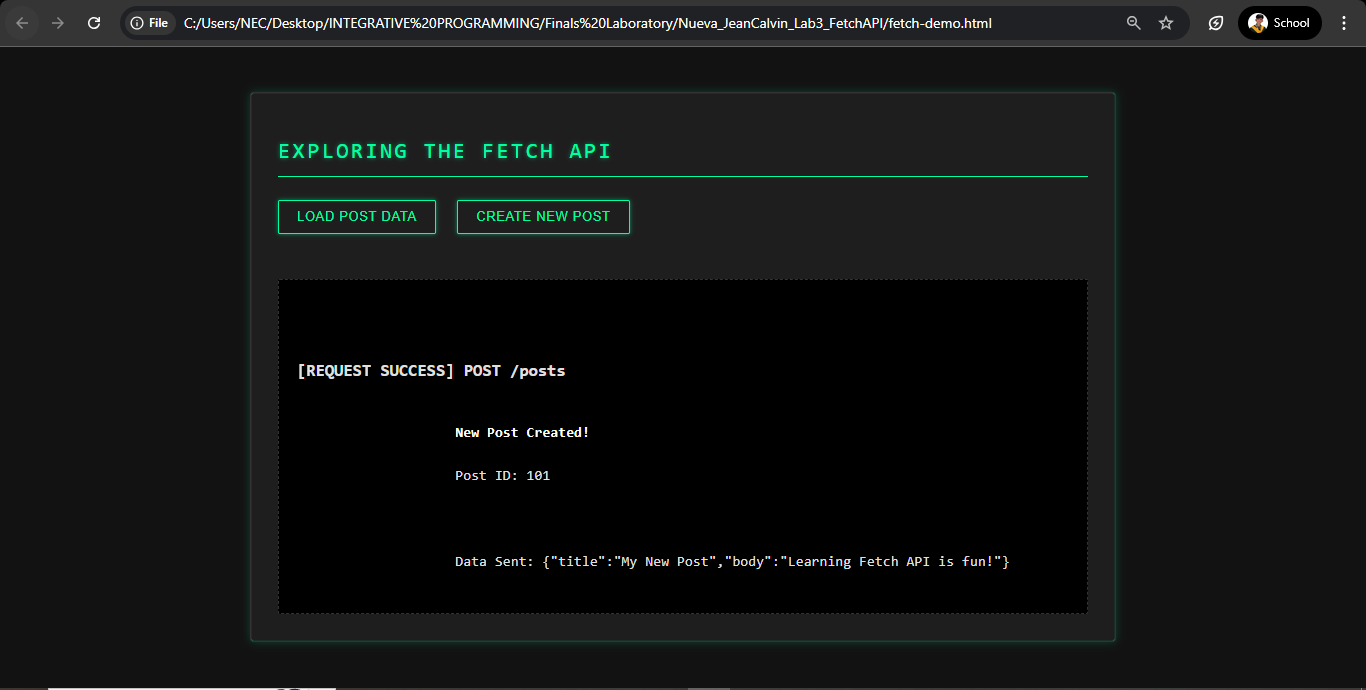 File
C:/Users/NEC/Desktop/INTEGRATIVE%20PROGRAMMING/Finals%20Laboratory/Nueva_JeanCalvin_Lab3_FetchAPI/fetch-demo.html
School
EXPLORING THE FETCH API
LOAD POST DATA
CREATE NEW POST
[REQUEST SUCCESS] POST /posts
New Post Created!
Post ID: 101
Data Sent: {"title":"My New Post","body":"Learning Fetch API is fun!"}